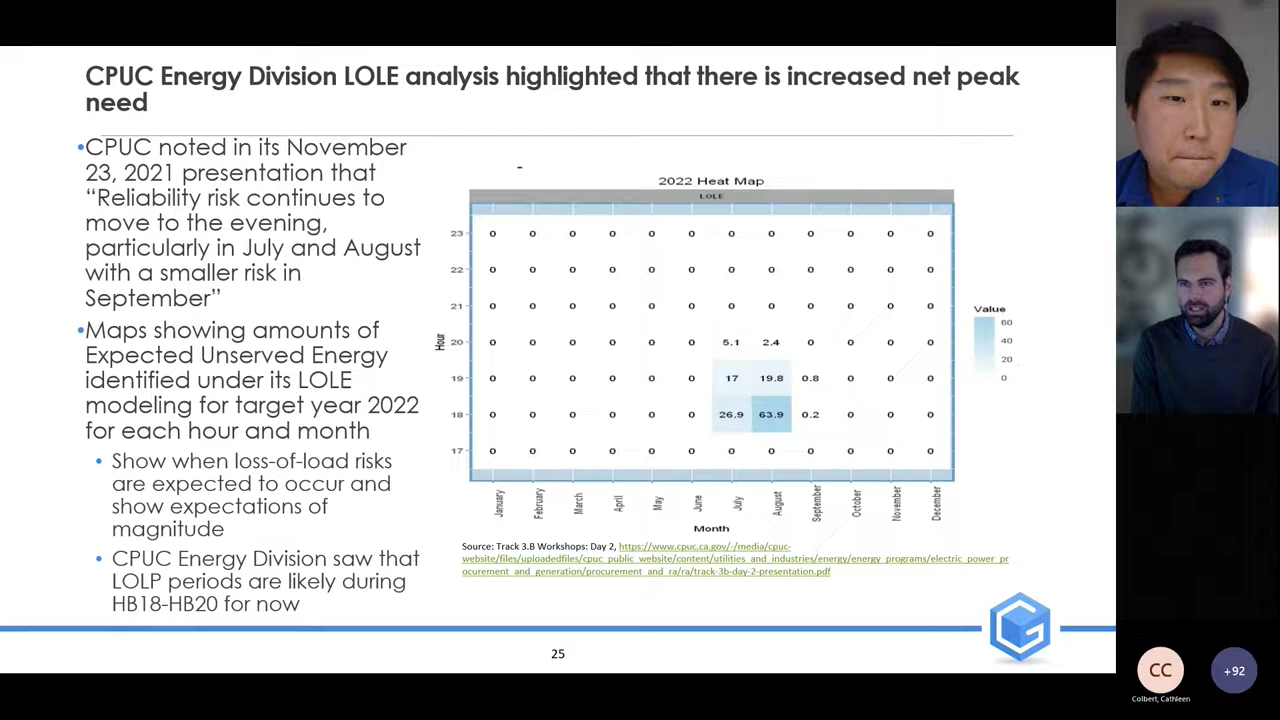 CPUC Energy Division LOLE analysis highlighted that there is increased net peak
need
•CPUC noted in its November
23, 2021 presentation that
“Reliability risk continues to
move to the evening,
particularly in July and August
with a smaller risk in
September”
•Maps showing amounts of
Expected Unserved Energy
identified under its LOLE
modeling for target year 2022
for each hour and month
• Show when loss-of-load risks
are expected to occur and
show expectations of
magnitude
• CPUC Energy Division saw that
LOLP periods are likely during
HB18-HB20 for now
-
2022 Heat Map
LOLE
23 0 0 0 0 0 0 0 0 0 0 0 0
22 0 0 0 0 0 0 0 0 0 0 0 0
21 0 0 0 0 0 0 0 0 0 0 0 0
20 0 0 0 0 0 0 5.1 2.4 0 0 0 0
19 0 0 0 0 0 0 17 19.8 0.8 0 0 0
18 0 0 0 0 0 0 26.9 63.9 0.2 0 0 0
17 0 0 0 0 0 0 0 0 0 0 0 0
Hour
January February March April May June July August September October November December
Month
Value
60
40
20
0
Source: Track 3.B Workshops: Day 2, https://www.cpuc.ca.gov/-/media/cpuc-
website/files/uploadedfiles/cpuc_public_website/content/utilities_and_industries/energy/energy_programs/electric_power_pr
ocurement_and_generation/procurement_and_ra/ra/track-3b-day-2-presentation.pdf
25
CC
Colbert, Cathleen
+92